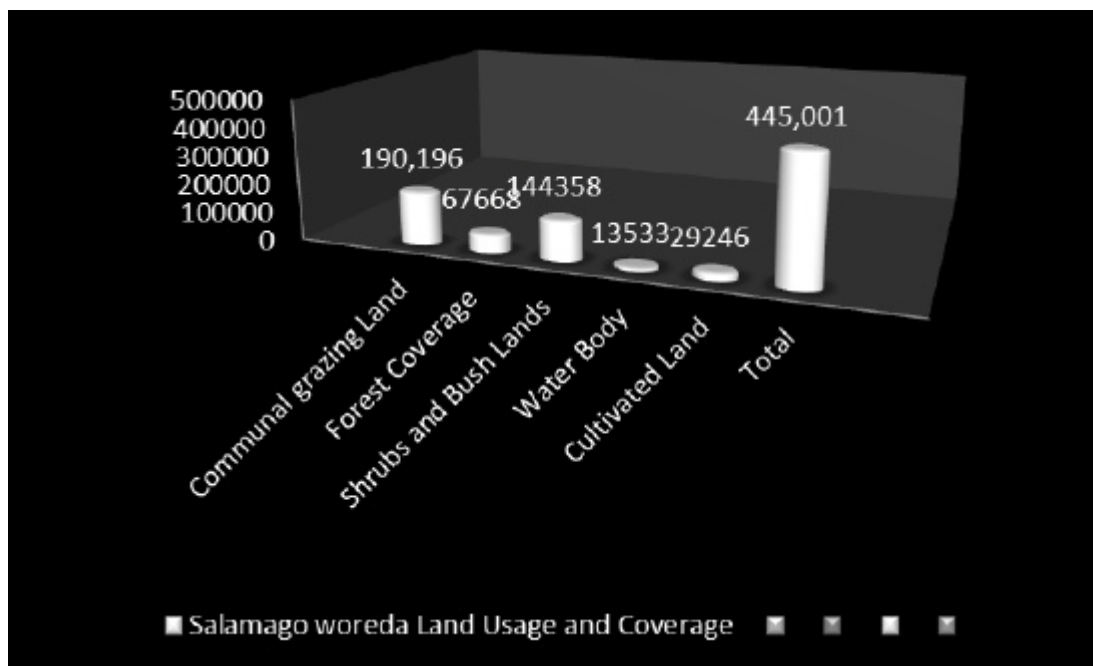 500000
400000
300000
200000
100000
0
190,196
67668
144358
13533
29246
445,001
Communal grazing Land
Forest Coverage
Shrubs and Bush Lands
Water Body
Cultivated Land
Total
Salamago woreda Land Usage and Coverage